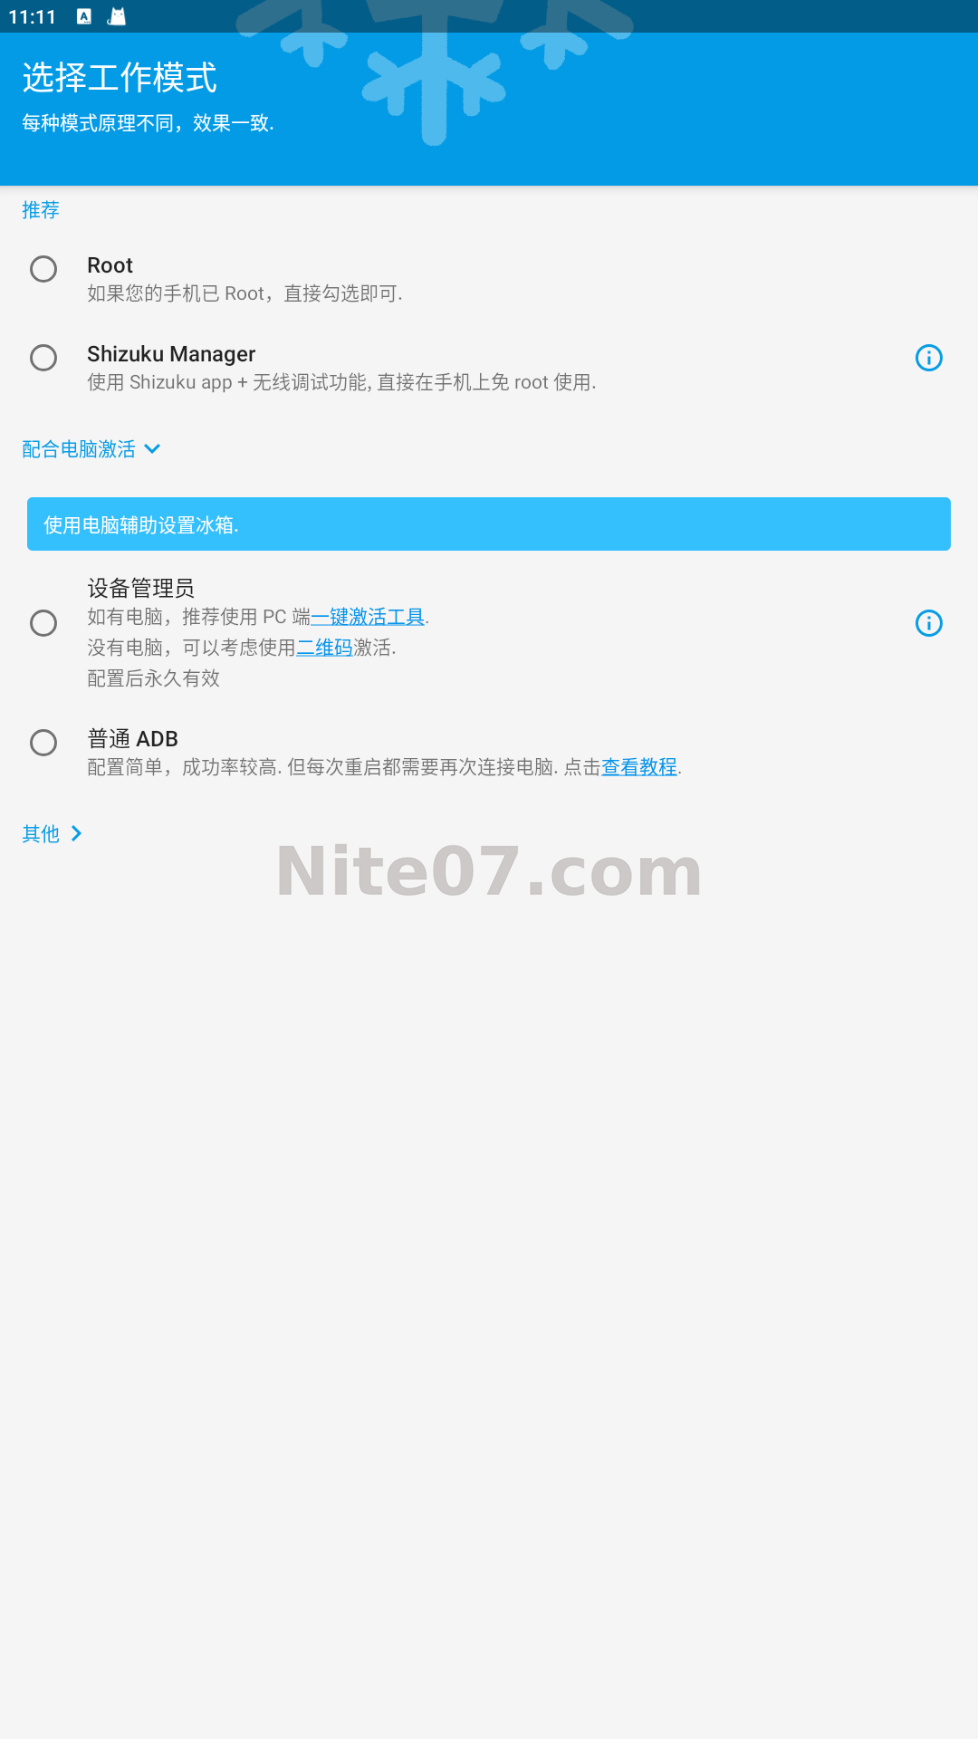 11:11
选择工作模式
每种模式原理不同，效果一致.
推荐
Root
如果您的手机已 Root，直接勾选即可.
Shizuku Manager
使用 Shizuku app + 无线调试功能, 直接在手机上免 root 使用.
配合电脑激活
使用电脑辅助设置冰箱.
设备管理员
如有电脑，推荐使用 PC 端一键激活工具.
没有电脑，可以考虑使用二维码激活.
配置后永久有效
普通 ADB
配置简单，成功率较高. 但每次重启都需要再次连接电脑. 点击查看教程.
其他
Nite07.com